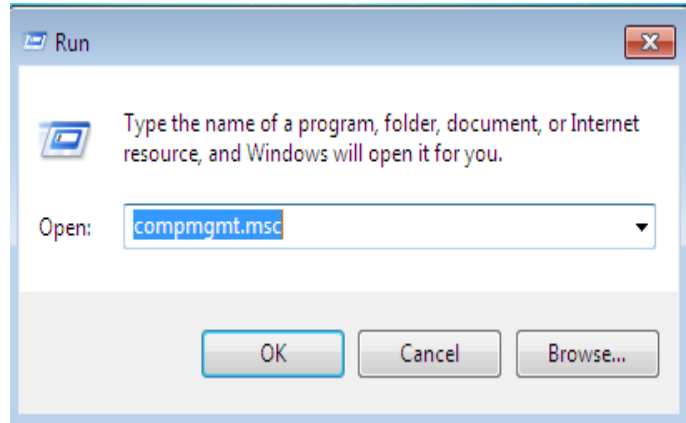 Run
Type the name of a program, folder, document, or Internet
resource, and Windows will open it for you.
Open: compmgmt.msc
OK Cancel Browse...